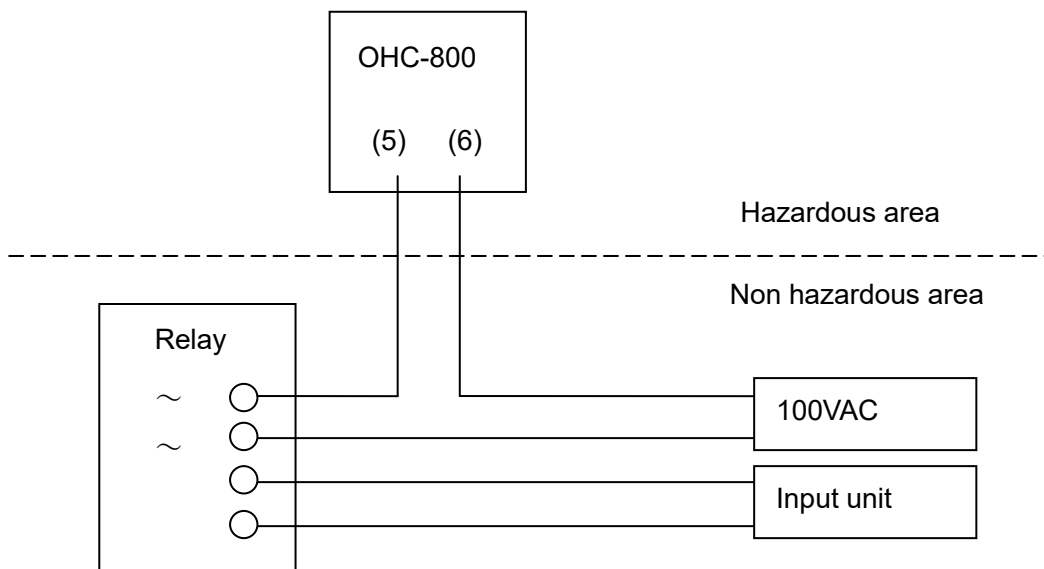 OHC-800
(5) (6)
Hazardous area
Non hazardous area
Relay
～
100VAC
～
Input unit